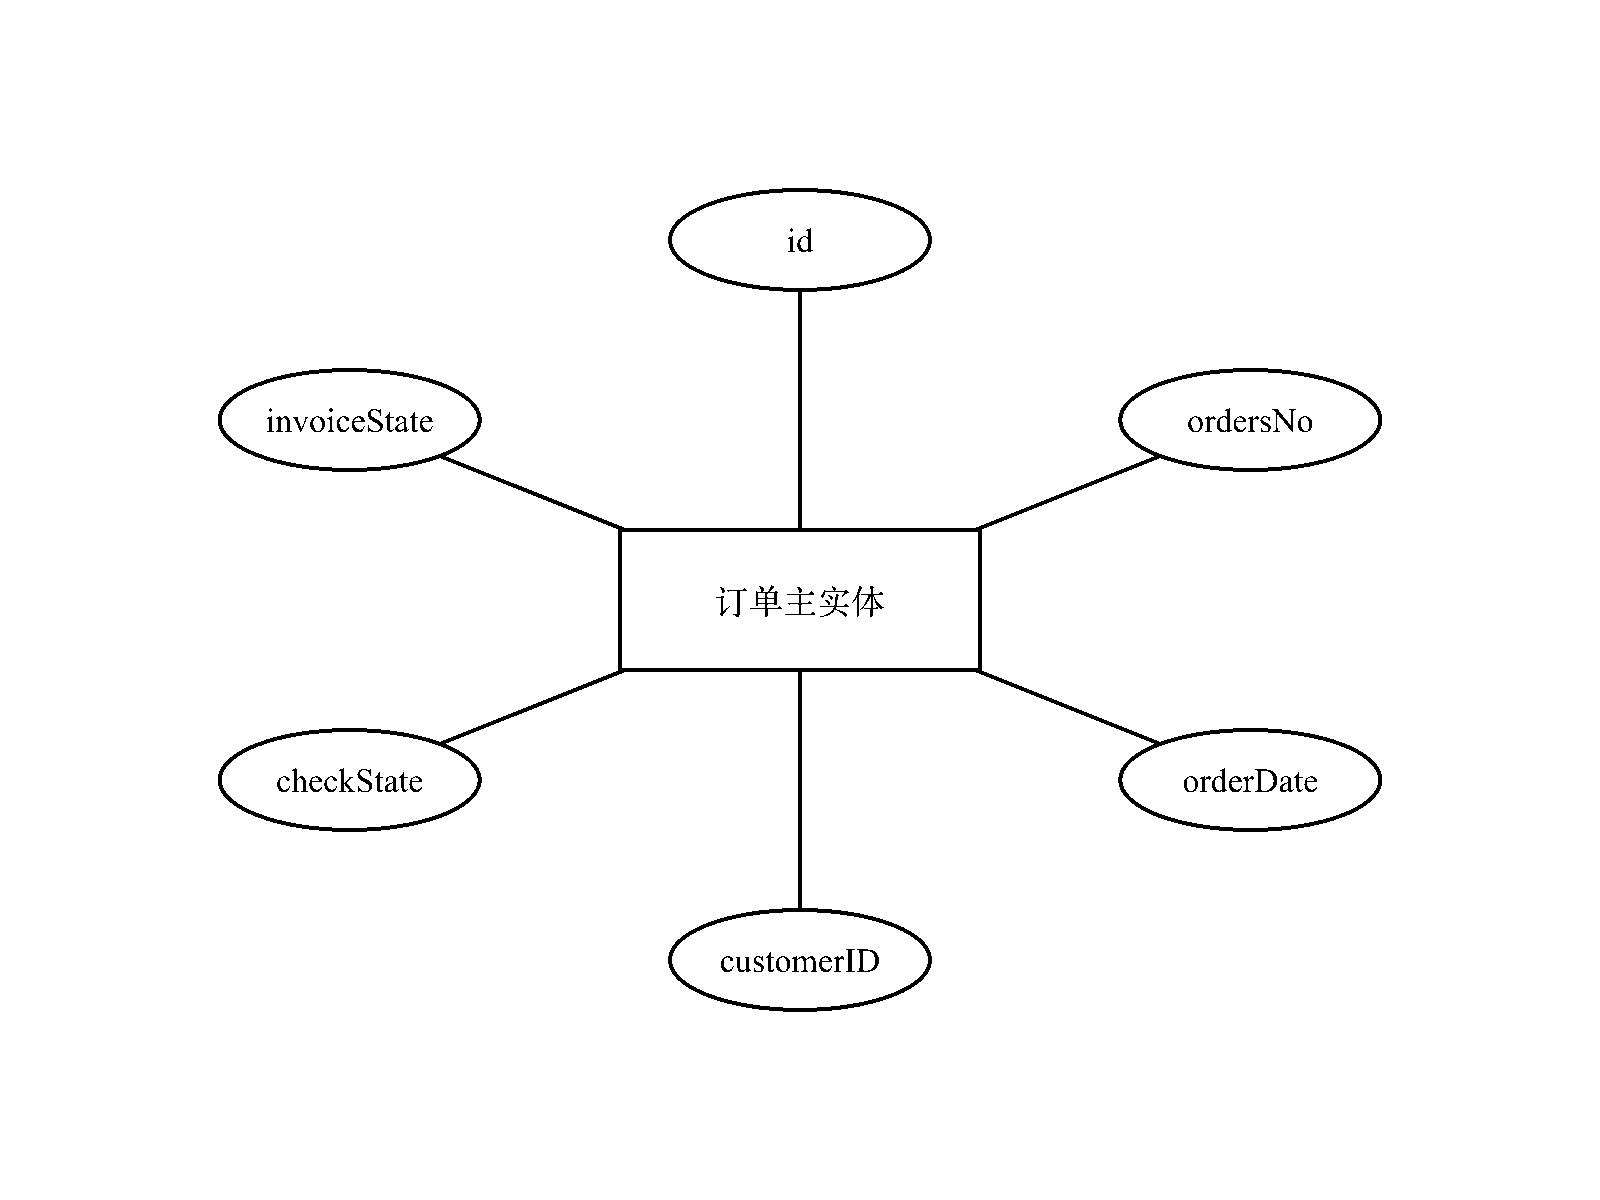 id
invoiceState
ordersNo
订单主实体
checkState
orderDate
customerID